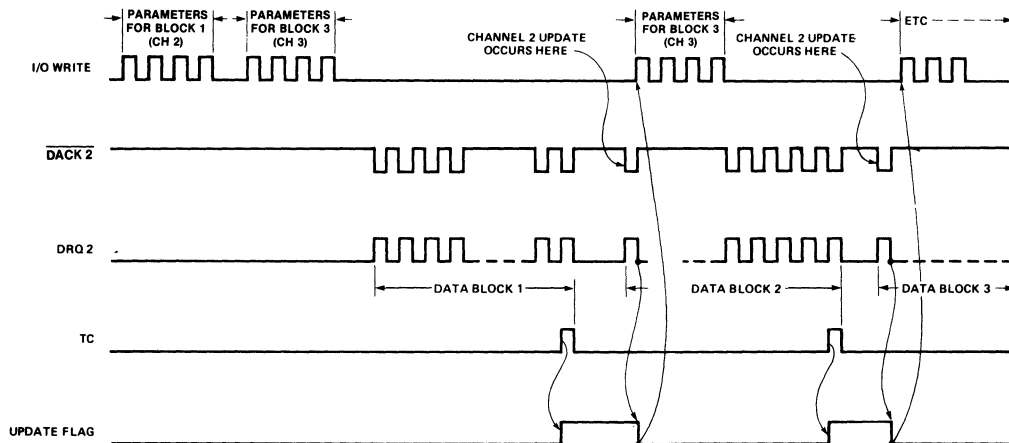 PARAMETERS
FOR BLOCK 1
(CH 2)
PARAMETERS
FOR BLOCK 3
(CH 3)
PARAMETERS
FOR BLOCK 3
(CH 3)
ETC
CHANNEL 2 UPDATE
OCCURS HERE
CHANNEL 2 UPDATE
OCCURS HERE
I/O WRITE
DACK 2
DRQ 2
DATA BLOCK 1
DATA BLOCK 2
DATA BLOCK 3
TC
UPDATE FLAG